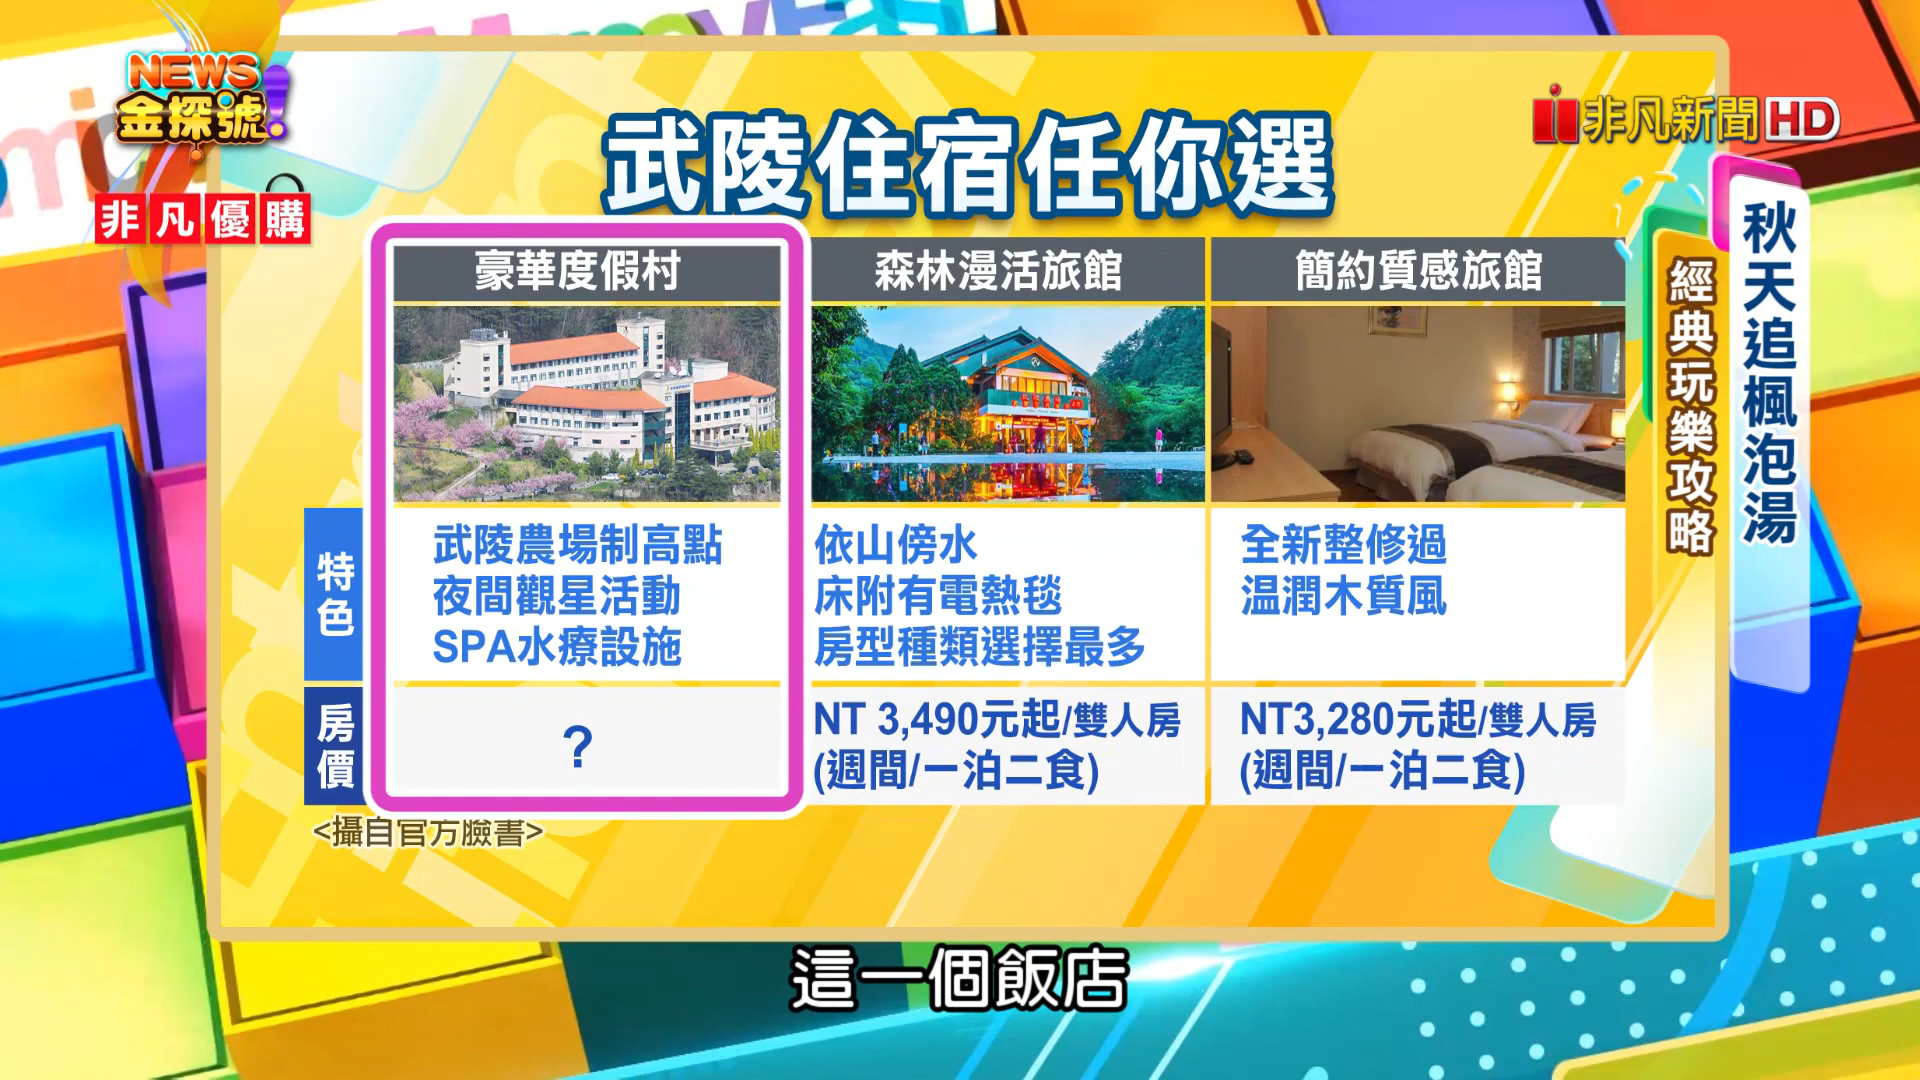 NEWS
金探號!
非凡優購
非凡新聞HD
武陵住宿任你選
秋天追楓泡湯
經典玩樂攻略
豪華度假村
森林漫活旅館
簡約質感旅館
特色
武陵農場制高點
夜間觀星活動
SPA水療設施
依山傍水
床附有電熱毯
房型種類選擇最多
全新整修過
温潤木質風
房價
?
NT 3,490元起/雙人房
(週間/一泊二食)
NT3,280元起/雙人房
(週間/一泊二食)
<攝自官方臉書>
這一個飯店